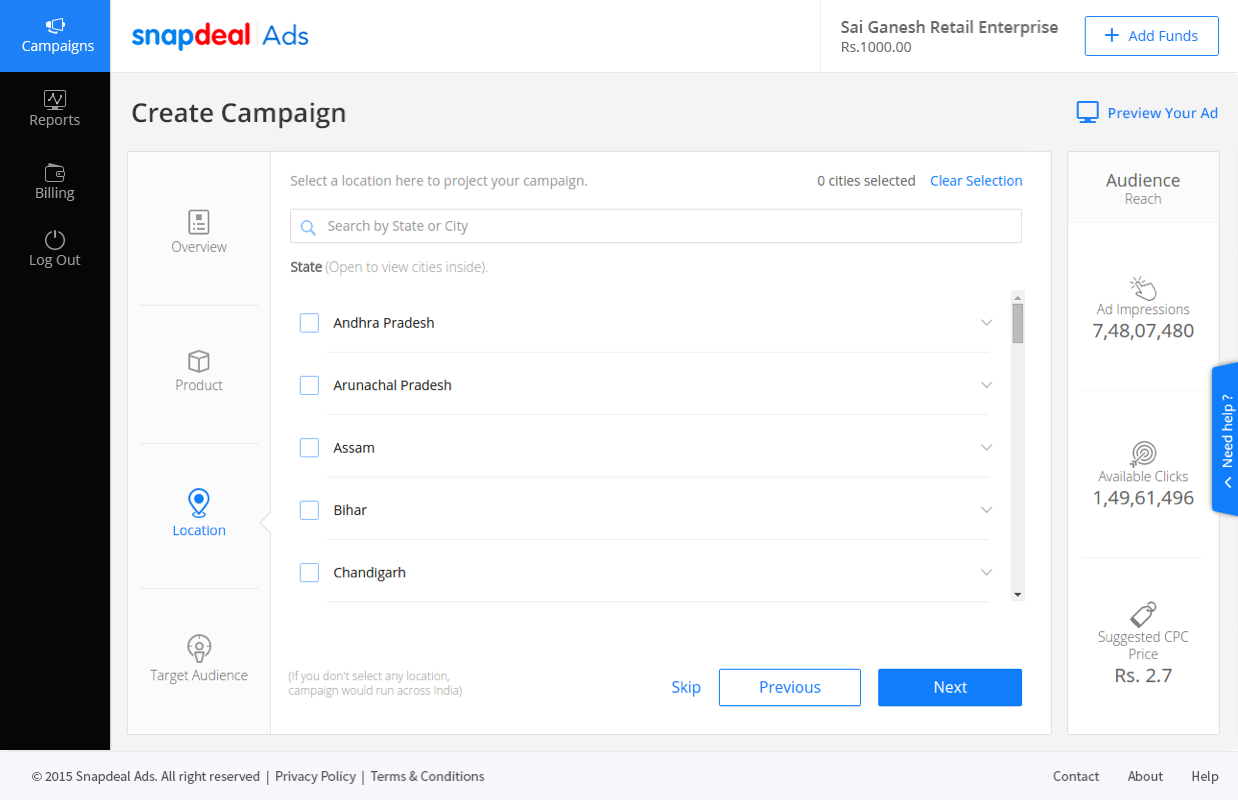 Campaigns
Reports
Billing
Log Out
snapdeal Ads
Sai Ganesh Retail Enterprise
Rs.1000.00
+ Add Funds
Create Campaign
Preview Your Ad
Overview
Product
Location
Target Audience
Select a location here to project your campaign.
0 cities selected
Clear Selection
Search by State or City
State (Open to view cities inside).
Andhra Pradesh
Arunachal Pradesh
Assam
Bihar
Chandigarh
(If you don't select any location,
campaign would run across India)
Skip
Previous
Next
Audience
Reach
Ad Impressions
7,48,07,480
Available Clicks
1,49,61,496
Suggested CPC
Price
Rs. 2.7
Need help ?
© 2015 Snapdeal Ads. All right reserved | Privacy Policy | Terms & Conditions
Contact
About
Help